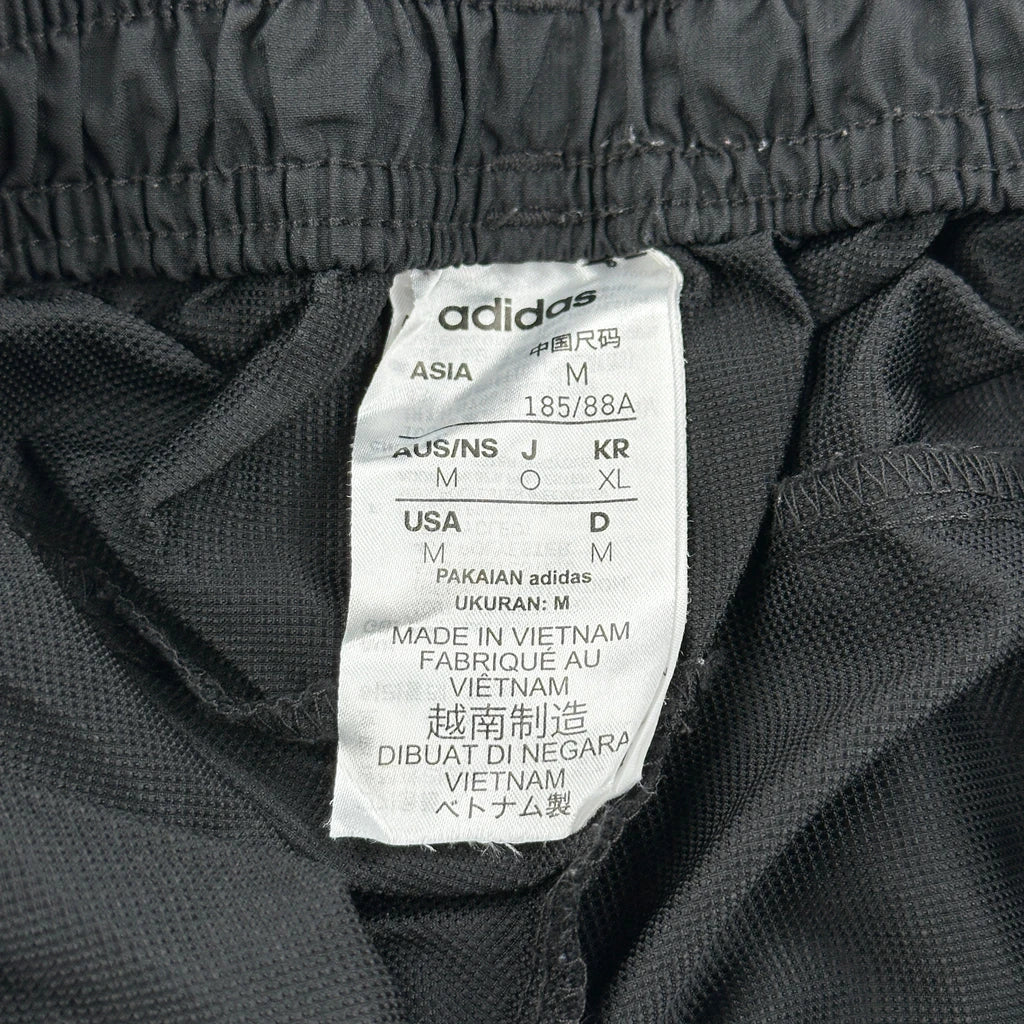 adidas
中国尺码
ASIA M
185/88A
AUS/NS J KR
M O XL
USA D
M M
PAKAIAN adidas
UKURAN: M
MADE IN VIETNAM
FABRIQUÉ AU
VIÊTNAM
越南制造
DIBUAT DI NEGARA
VIETNAM
ベトナム製